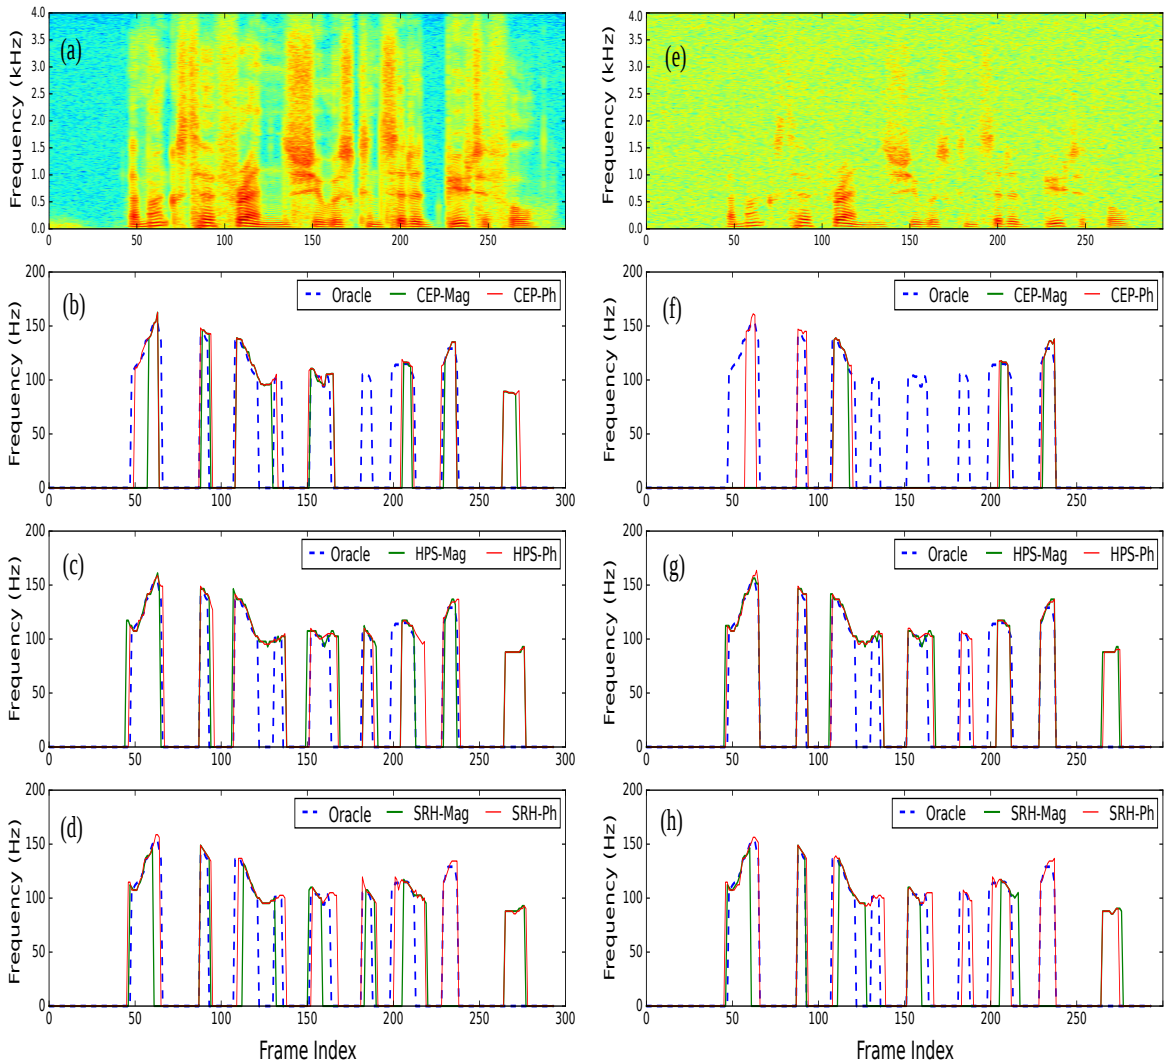 Frequency (kHz)
4.0
3.5
3.0
2.5
2.0
1.5
1.0
0.5
0.0
(a)
0 50 100 150 200 250
Frequency (kHz)
4.0
3.5
3.0
2.5
2.0
1.5
1.0
0.5
0.0
(e)
0 50 100 150 200 250
Frequency (Hz)
200
150
100
50
0
(b)
Oracle CEP-Mag CEP-Ph
0 50 100 150 200 250 300
Frequency (Hz)
200
150
100
50
0
(f)
Oracle CEP-Mag CEP-Ph
0 50 100 150 200 250
Frequency (Hz)
200
150
100
50
0
(c)
Oracle HPS-Mag HPS-Ph
0 50 100 150 200 250 300
Frequency (Hz)
200
150
100
50
0
(g)
Oracle HPS-Mag HPS-Ph
0 50 100 150 200 250
Frequency (Hz)
200
150
100
50
0
(d)
Oracle SRH-Mag SRH-Ph
0 50 100 150 200 250 300
Frame Index
Frequency (Hz)
200
150
100
50
0
(h)
Oracle SRH-Mag SRH-Ph
0 50 100 150 200 250
Frame Index